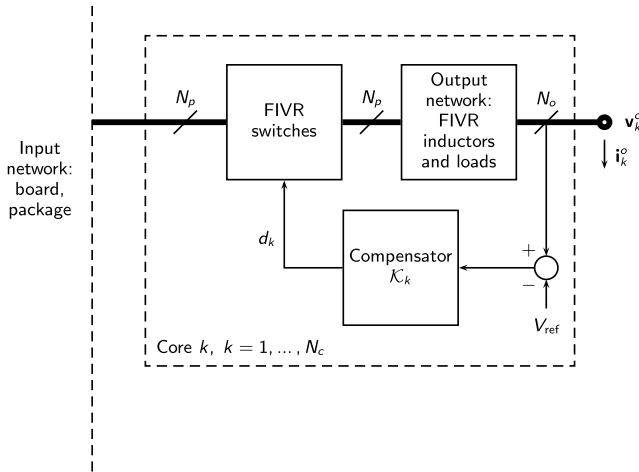 Input
network:
board,
package
N_p
FIVR
switches
N_p
Output
network:
FIVR
inductors
and loads
N_o
v_k^o
i_k^o
d_k
Compensator
𝒦_k
+
−
V_ref
Core k, k = 1, ..., N_c